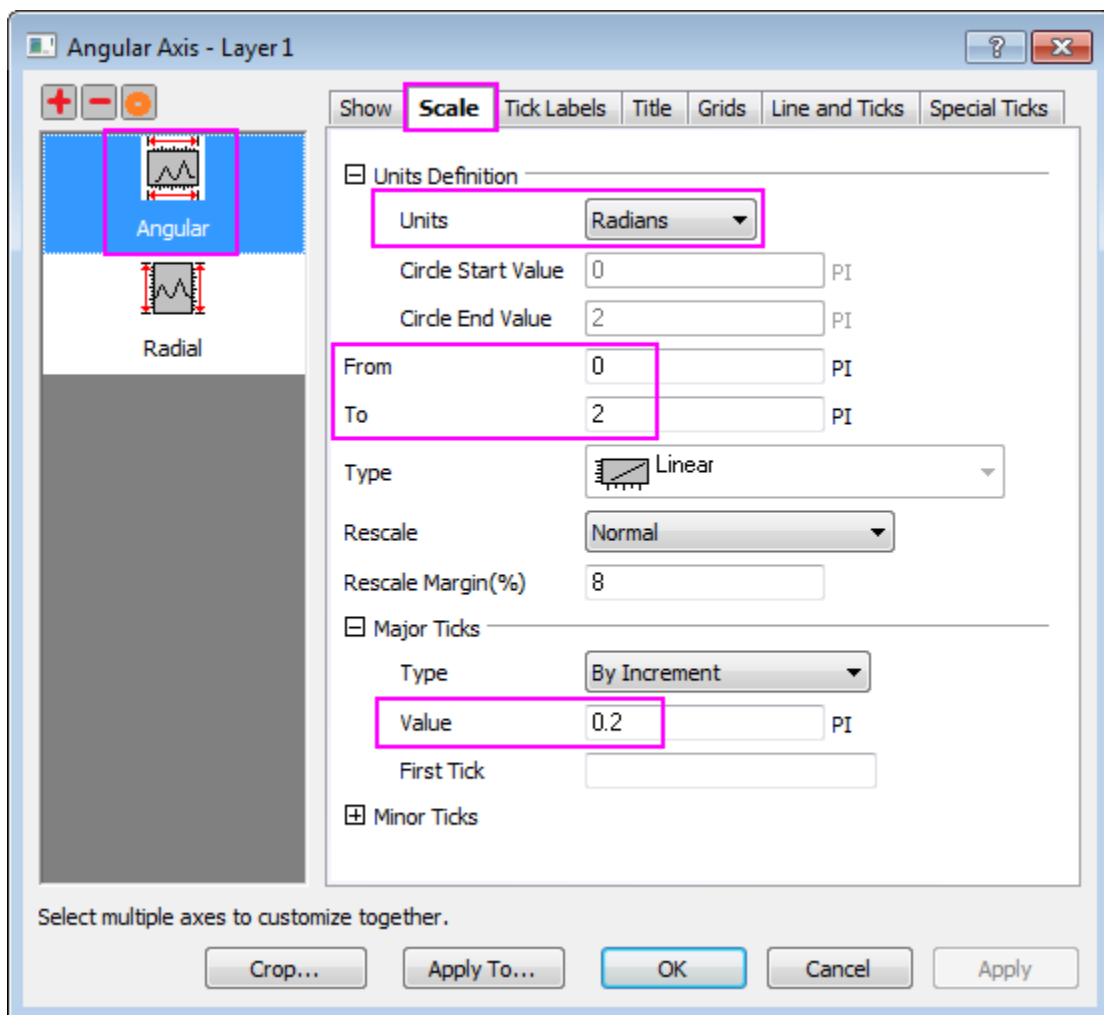 Angular Axis - Layer 1
Show Scale Tick Labels Title Grids Line and Ticks Special Ticks
Angular
Radial
Units Definition
Units Radians
Circle Start Value 0 PI
Circle End Value 2 PI
From 0 PI
To 2 PI
Type Linear
Rescale Normal
Rescale Margin(%) 8
Major Ticks
Type By Increment
Value 0.2 PI
First Tick
Minor Ticks
Select multiple axes to customize together.
Crop... Apply To... OK Cancel Apply